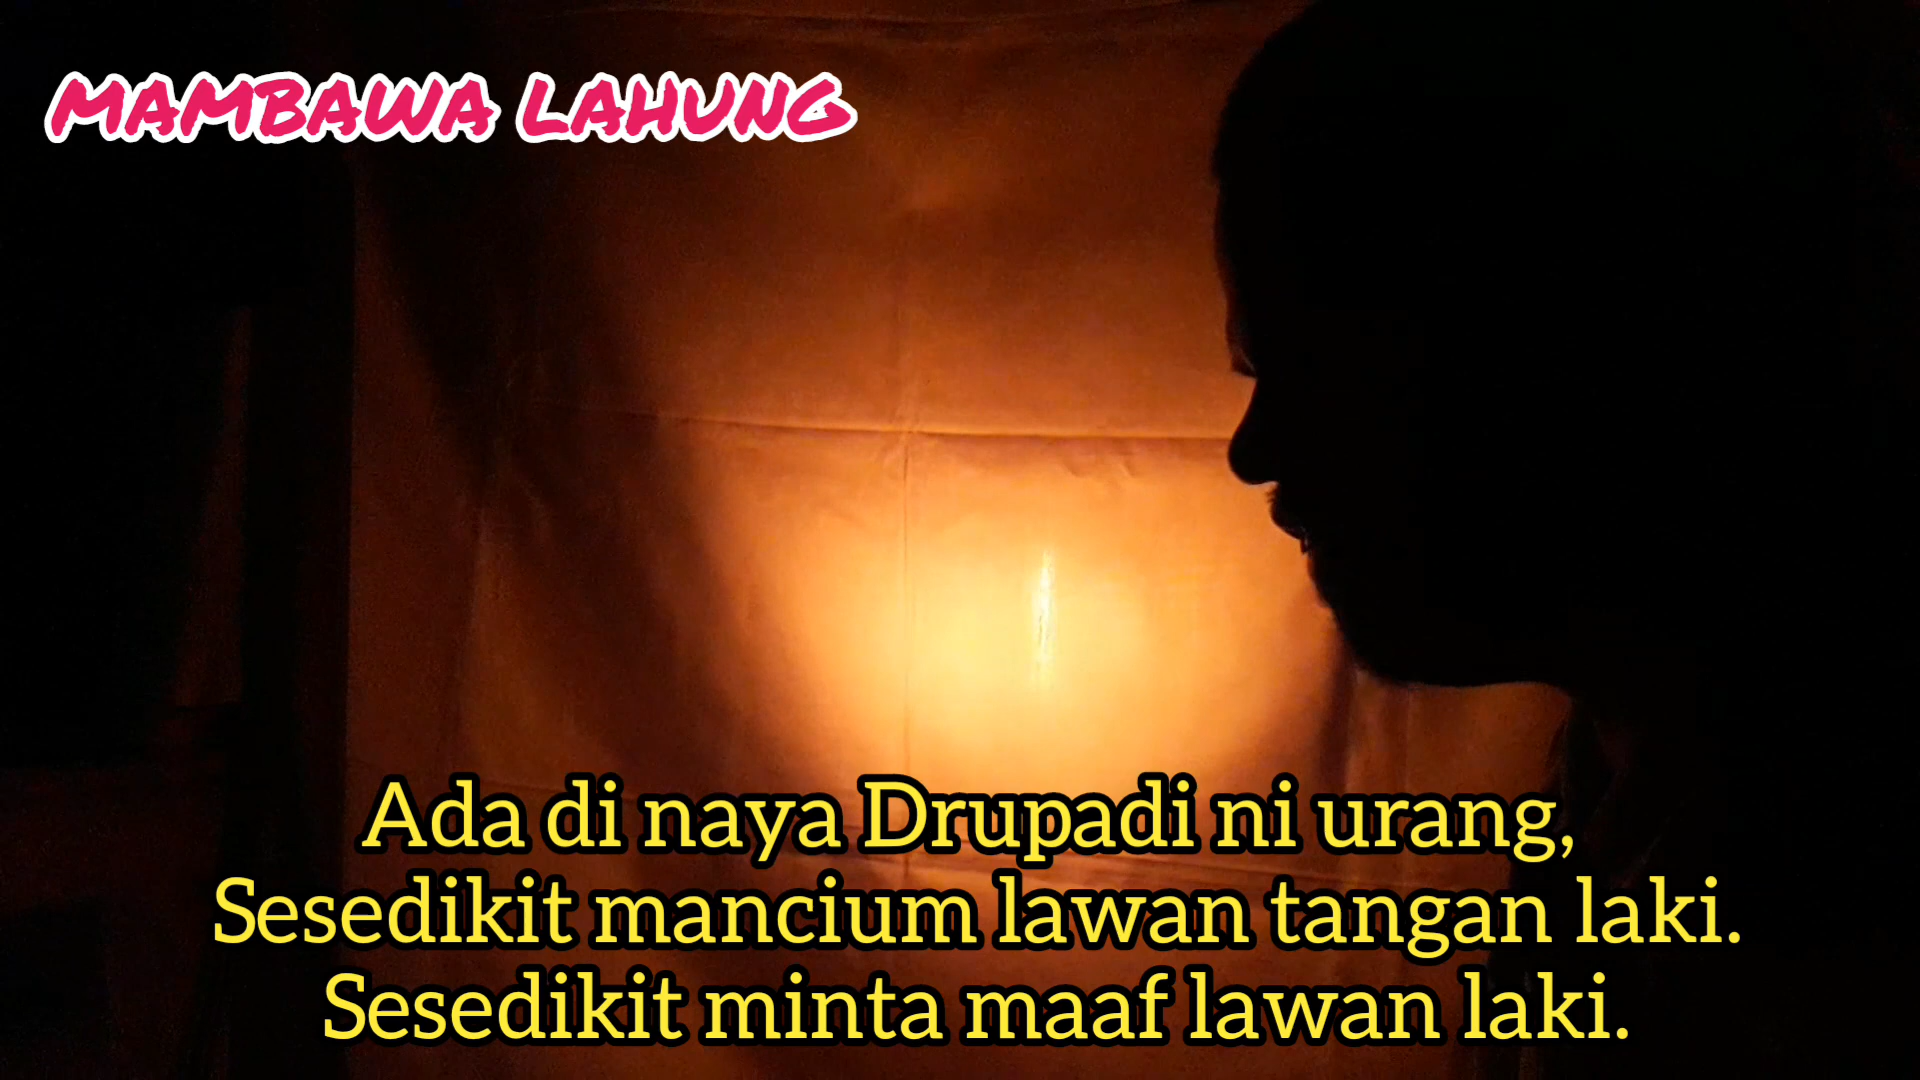 MAMBAWA LAHUNG
Ada di naya Drupadi ni urang,
Sesedikit mancium lawan tangan laki.
Sesedikit minta maaf lawan laki.